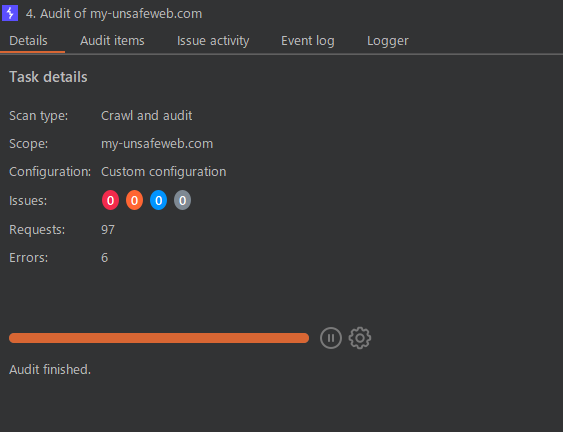 4. Audit of my-unsafeweb.com
Details Audit items Issue activity Event log Logger
Task details
Scan type: Crawl and audit
Scope: my-unsafeweb.com
Configuration: Custom configuration
Issues: 0 0 0 0
Requests: 97
Errors: 6
Audit finished.